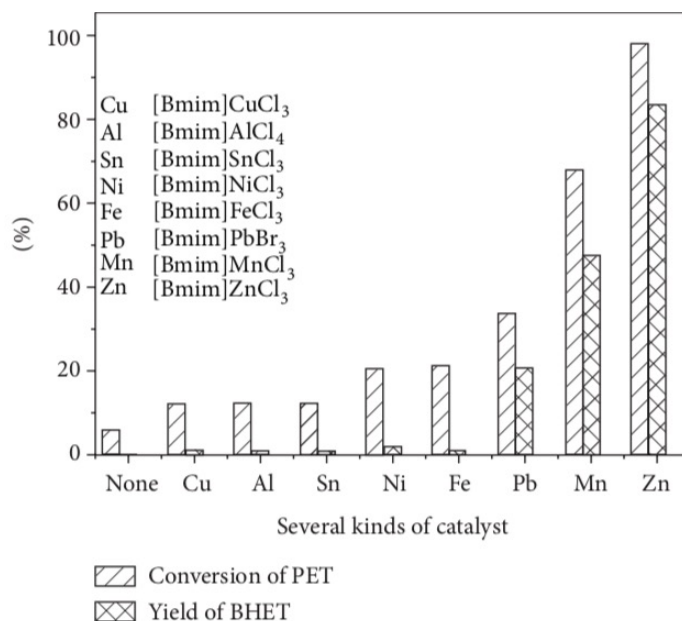 100
80
60
40
20
0
(%)
Cu [Bmim]CuCl₃
Al [Bmim]AlCl₄
Sn [Bmim]SnCl₃
Ni [Bmim]NiCl₃
Fe [Bmim]FeCl₃
Pb [Bmim]PbBr₃
Mn [Bmim]MnCl₃
Zn [Bmim]ZnCl₃
None Cu Al Sn Ni Fe Pb Mn Zn
Several kinds of catalyst
Conversion of PET
Yield of BHET